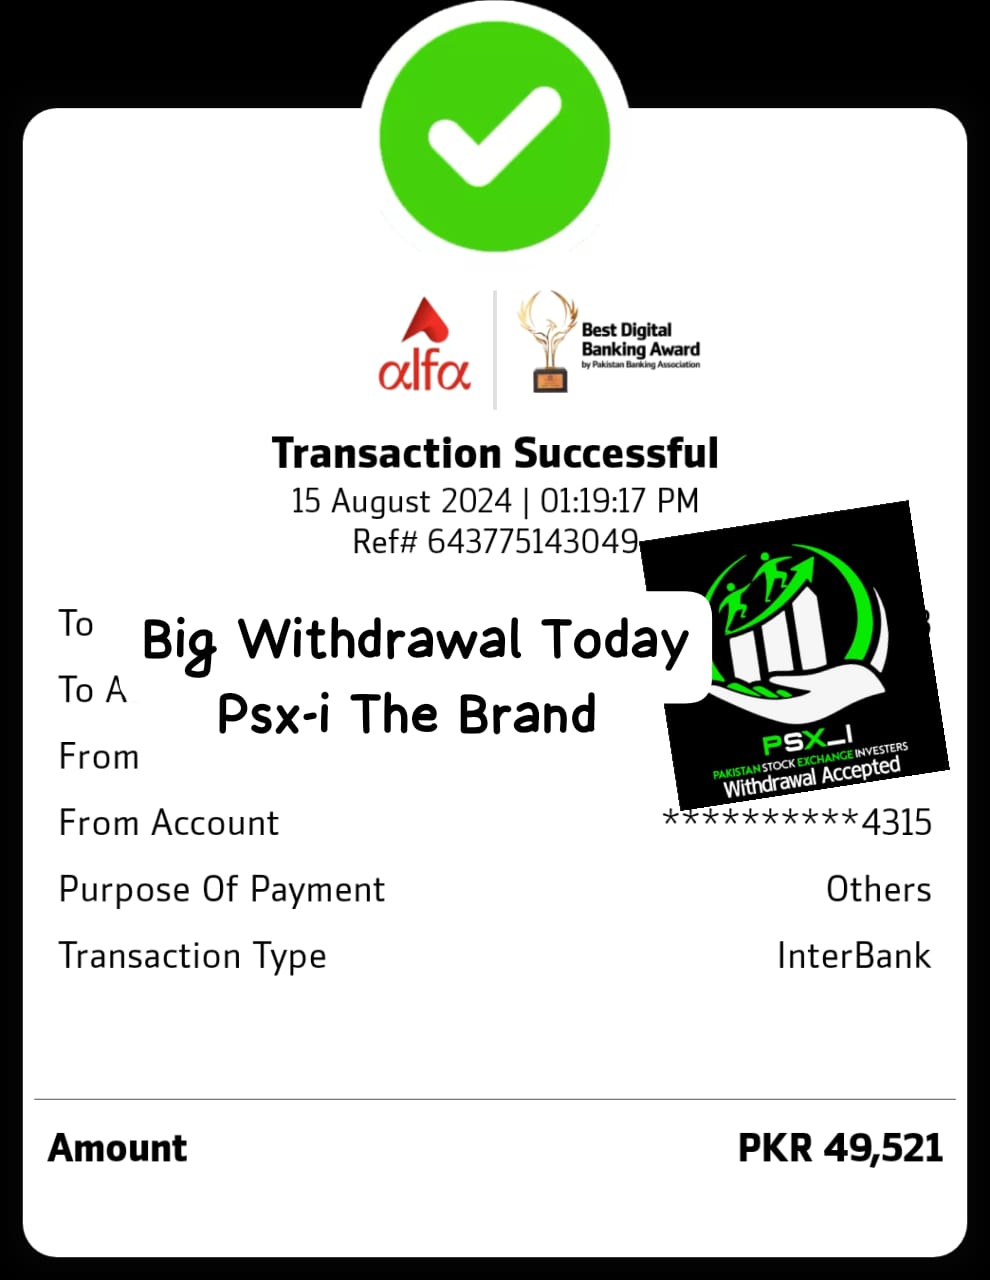 alfa
Best Digital
Banking Award
by Pakistan Banking Association
Transaction Successful
15 August 2024 | 01:19:17 PM
Ref# 643775143049
To
Big Withdrawal Today
To A
Psx-i The Brand
From
PSX_I
PAKISTAN STOCK EXCHANGE INVESTERS
Withdrawal Accepted
From Account **********4315
Purpose Of Payment Others
Transaction Type InterBank
Amount PKR 49,521